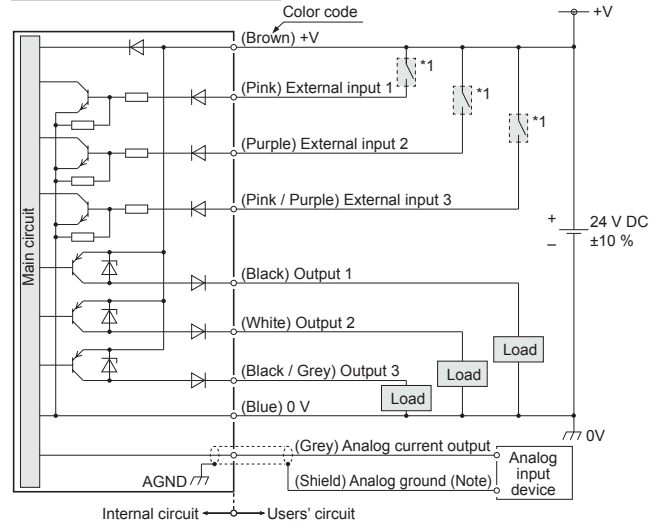 Color code
+V
(Brown) +V
*1
(Pink) External input 1
*1
*1
(Purple) External input 2
(Pink / Purple) External input 3
+
24 V DC
–
±10 %
Main circuit
(Black) Output 1
(White) Output 2
Load
Load
(Black / Grey) Output 3
Load
(Blue) 0 V
0V
(Grey) Analog current output
Analog
input
device
AGND
(Shield) Analog ground (Note)
Internal circuit
Users' circuit